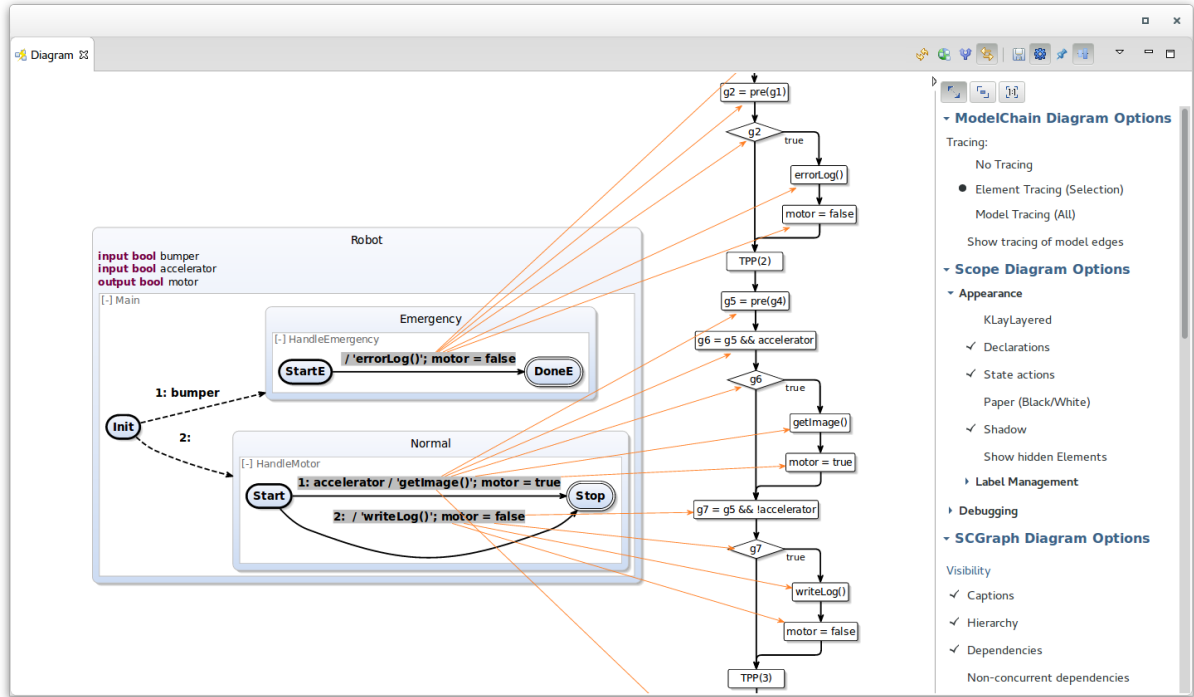 Diagram
g2 = pre(g1)
g2
true
errorLog()
motor = false
TPP(2)
g5 = pre(g4)
g6 = g5 && accelerator
g6
true
getImage()
motor = true
g7 = g5 && !accelerator
g7
true
writeLog()
motor = false
TPP(3)
Robot
input bool bumper
input bool accelerator
output bool motor
[-] Main
Emergency
[-] HandleEmergency
/ 'errorLog()'; motor = false
StartE
DoneE
1: bumper
Init
2:
Normal
[-] HandleMotor
1: accelerator / 'getImage()'; motor = true
Start
Stop
2: / 'writeLog()'; motor = false
ModelChain Diagram Options
Tracing:
No Tracing
Element Tracing (Selection)
Model Tracing (All)
Show tracing of model edges
Scope Diagram Options
Appearance
KLayLayered
Declarations
State actions
Paper (Black/White)
Shadow
Show hidden Elements
Label Management
Debugging
SCGraph Diagram Options
Visibility
Captions
Hierarchy
Dependencies
Non-concurrent dependencies